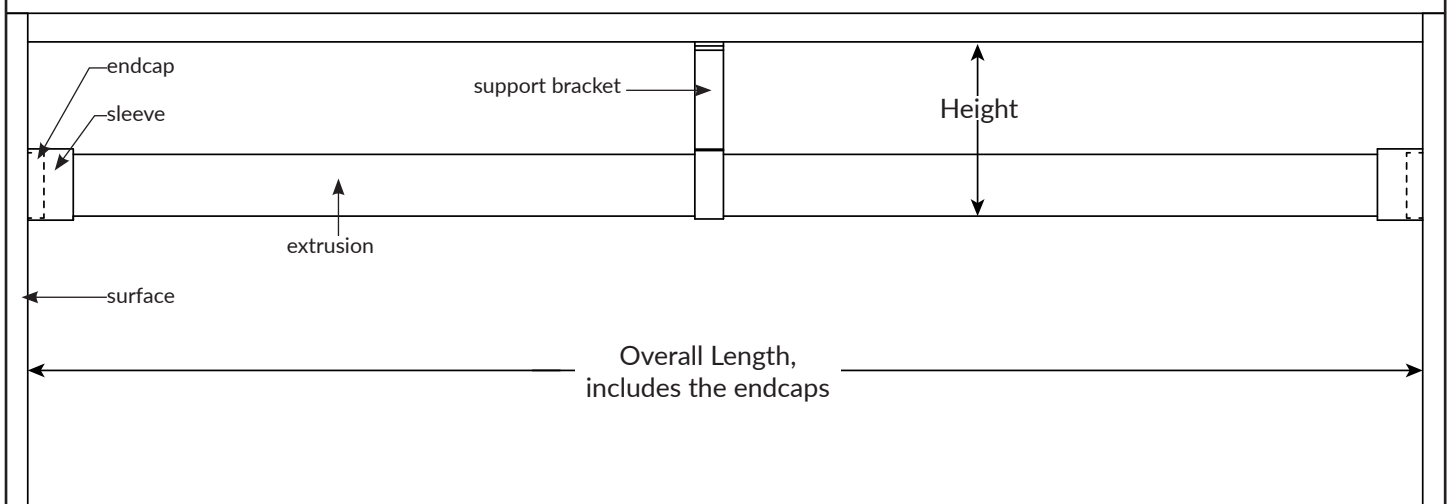 endcap
support bracket
Height
sleeve
extrusion
surface
Overall Length,
includes the endcaps